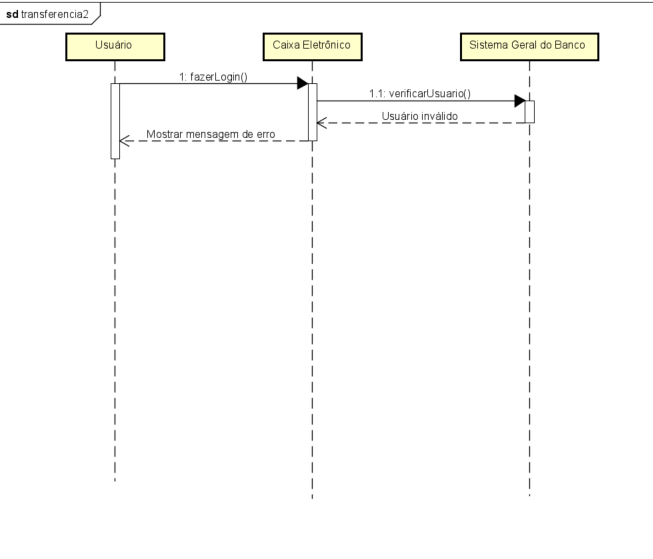 sd transferencia2
Usuário
Caixa Eletrônico
Sistema Geral do Banco
1: fazerLogin()
1.1: verificarUsuario()
Usuário inválido
Mostrar mensagem de erro